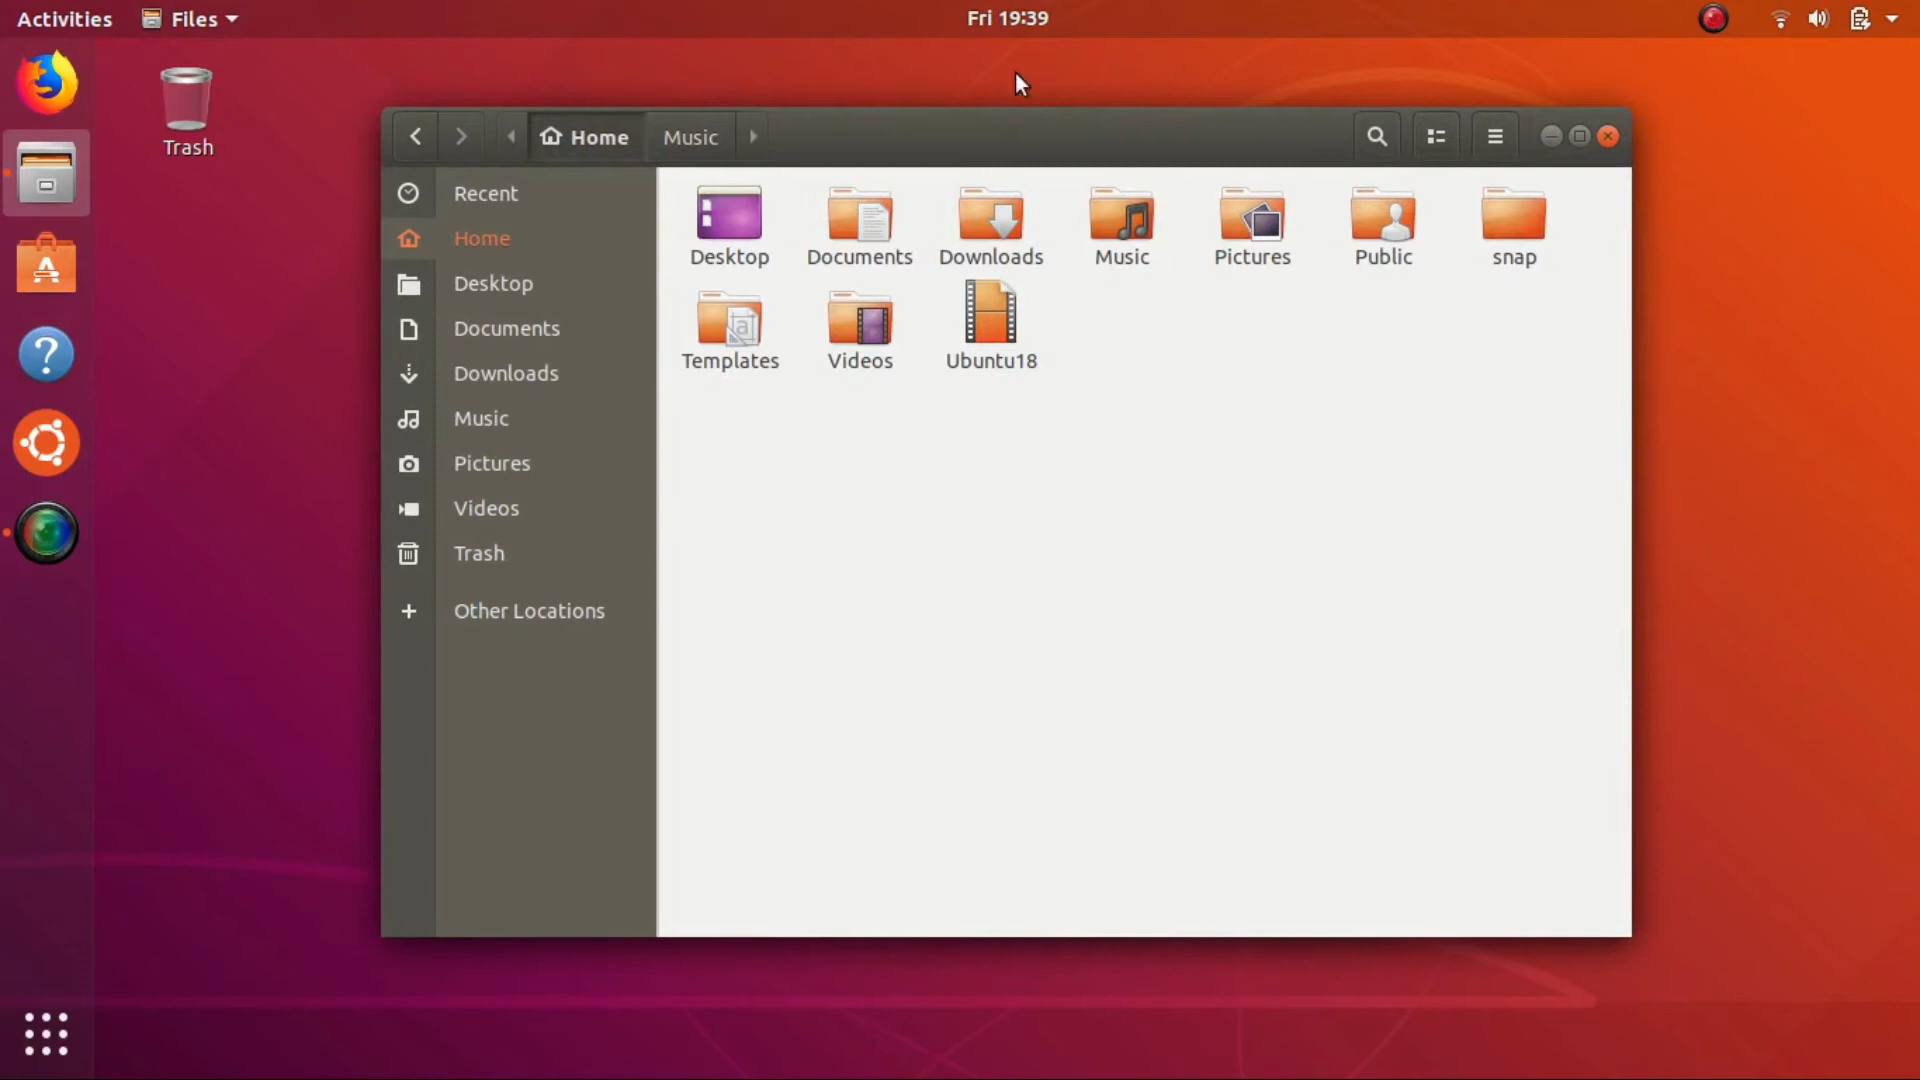 Activities Files Fri 19:39
Trash
Home Music
Recent
Home
Desktop
Documents
Downloads
Music
Pictures
Videos
Trash
Other Locations
Desktop Documents Downloads Music Pictures Public snap
Templates Videos Ubuntu18